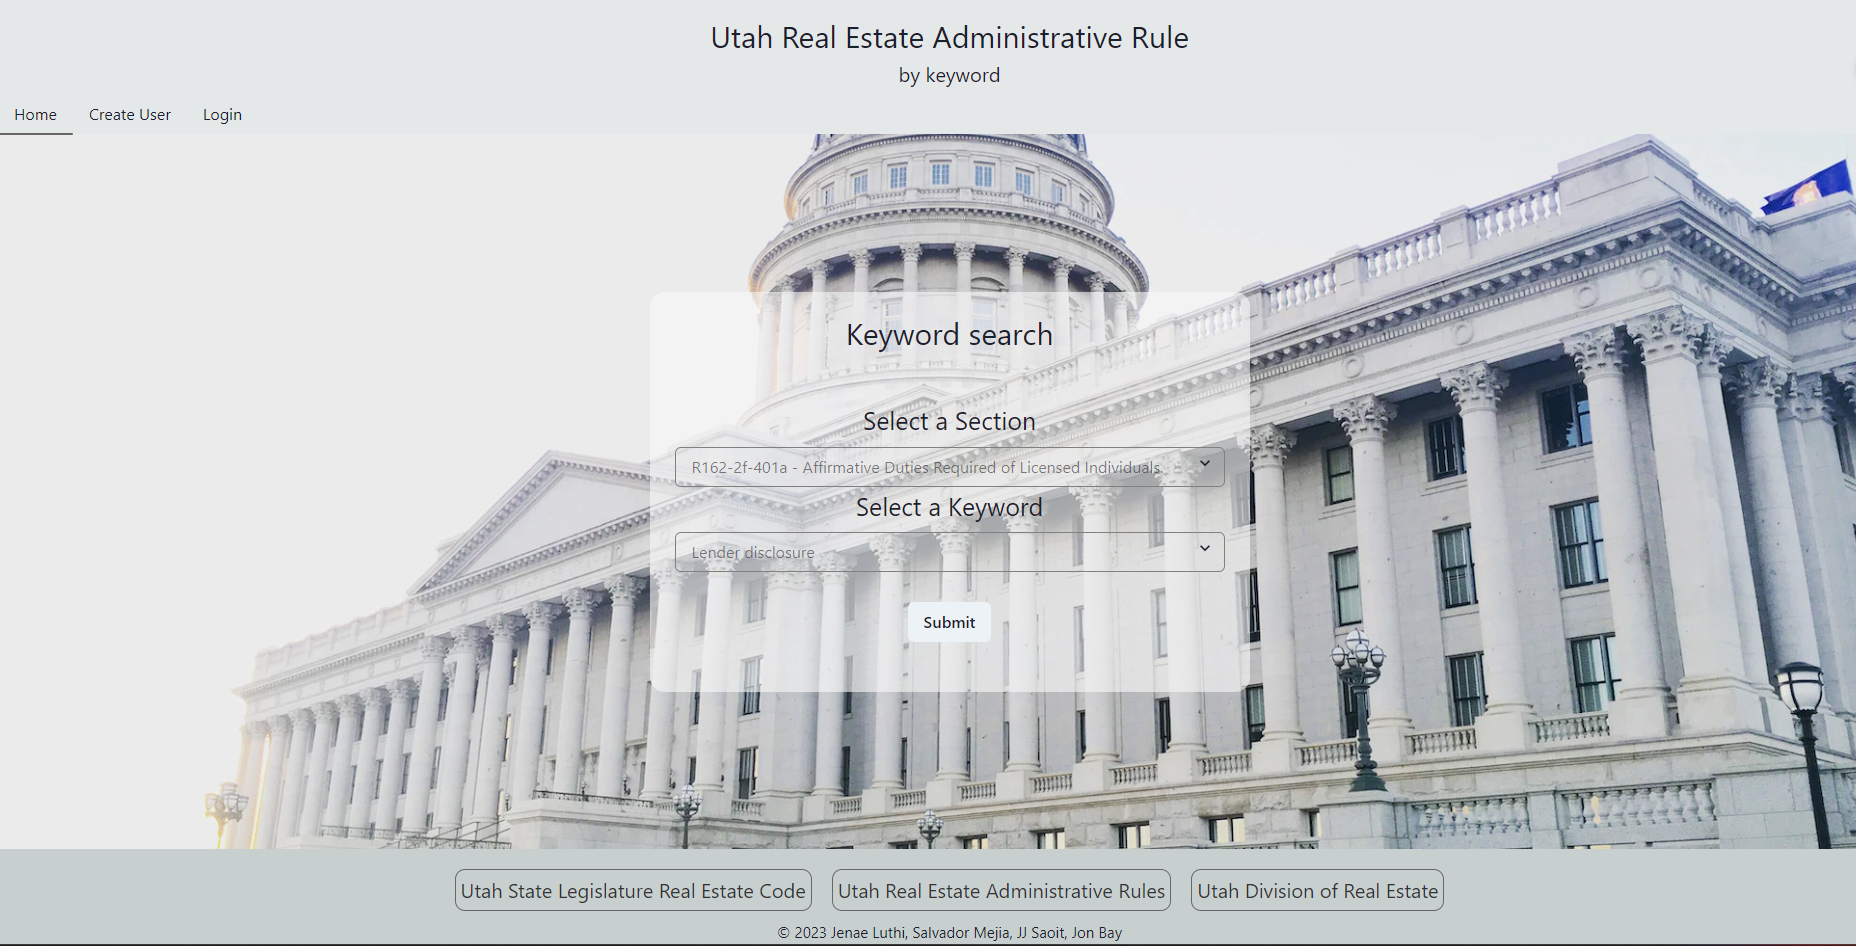 Utah Real Estate Administrative Rule
by keyword
Home Create User Login
Keyword search
Select a Section
R162-2f-401a - Affirmative Duties Required of Licensed Individuals.
Select a Keyword
Lender disclosure
Submit
Utah State Legislature Real Estate Code Utah Real Estate Administrative Rules Utah Division of Real Estate
© 2023 Jenae Luthi, Salvador Mejia, JJ Saoit, Jon Bay